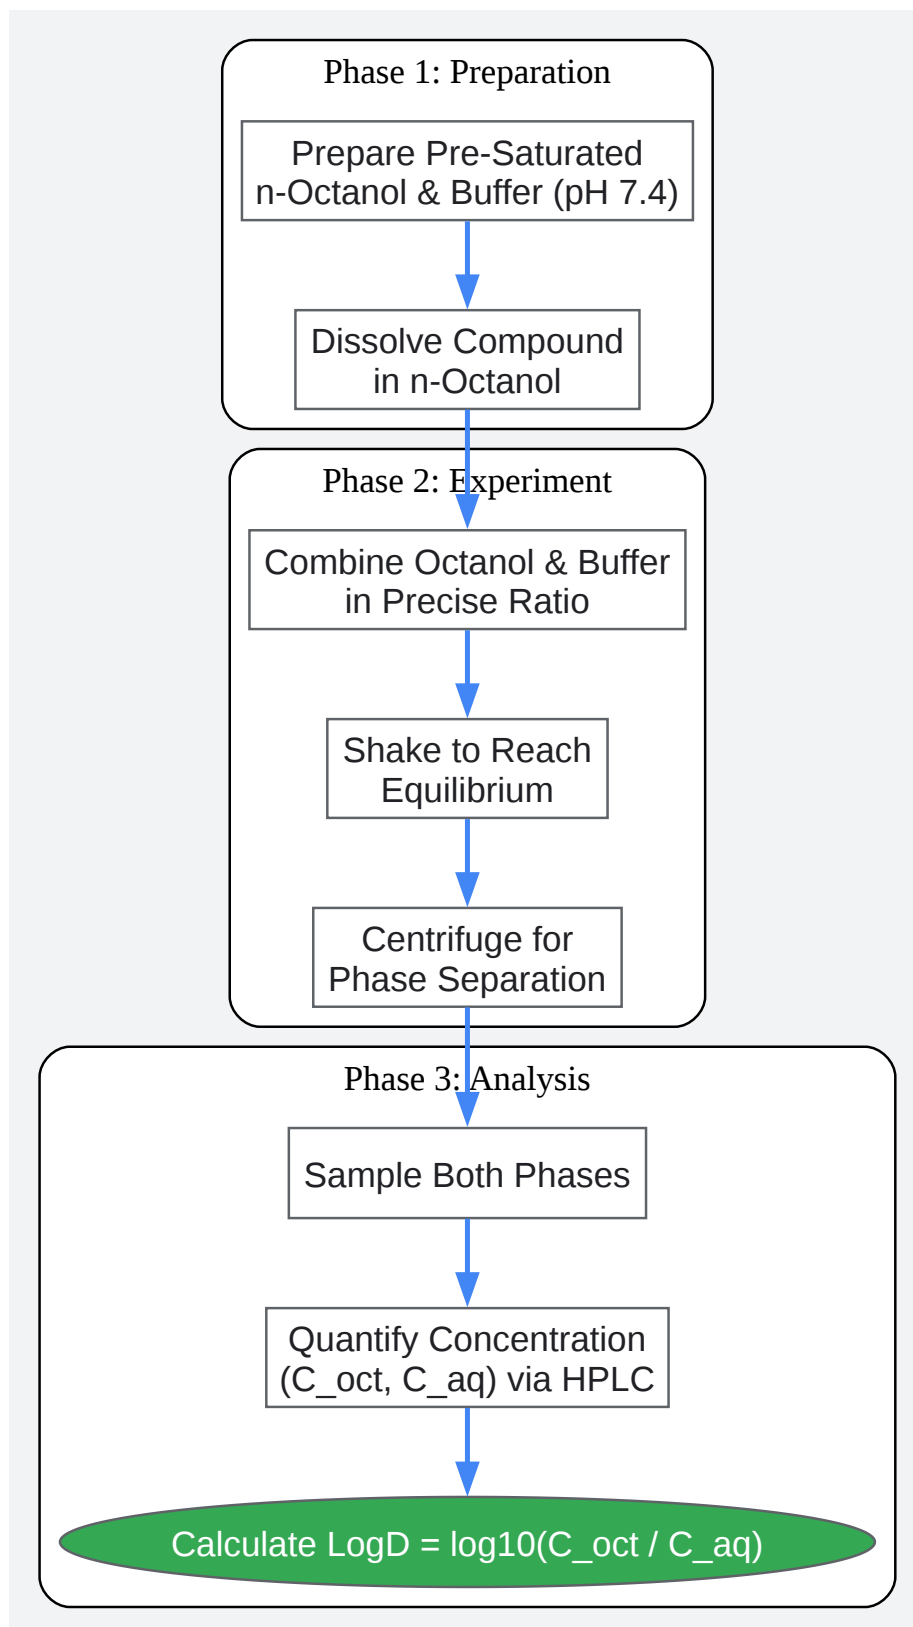 Phase 1: Preparation
Prepare Pre-Saturated
n-Octanol & Buffer (pH 7.4)
Dissolve Compound
in n-Octanol
Phase 2: Experiment
Combine Octanol & Buffer
in Precise Ratio
Shake to Reach
Equilibrium
Centrifuge for
Phase Separation
Phase 3: Analysis
Sample Both Phases
Quantify Concentration
(C_oct, C_aq) via HPLC
Calculate LogD = log10(C_oct / C_aq)